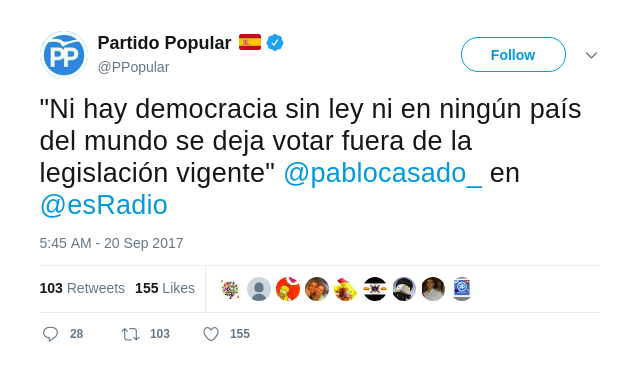 PP
Partido Popular
@PPopular
Follow
"Ni hay democracia sin ley ni en ningún país
del mundo se deja votar fuera de la
legislación vigente" @pablocasado_ en
@esRadio
5:45 AM - 20 Sep 2017
103 Retweets 155 Likes
28 103 155